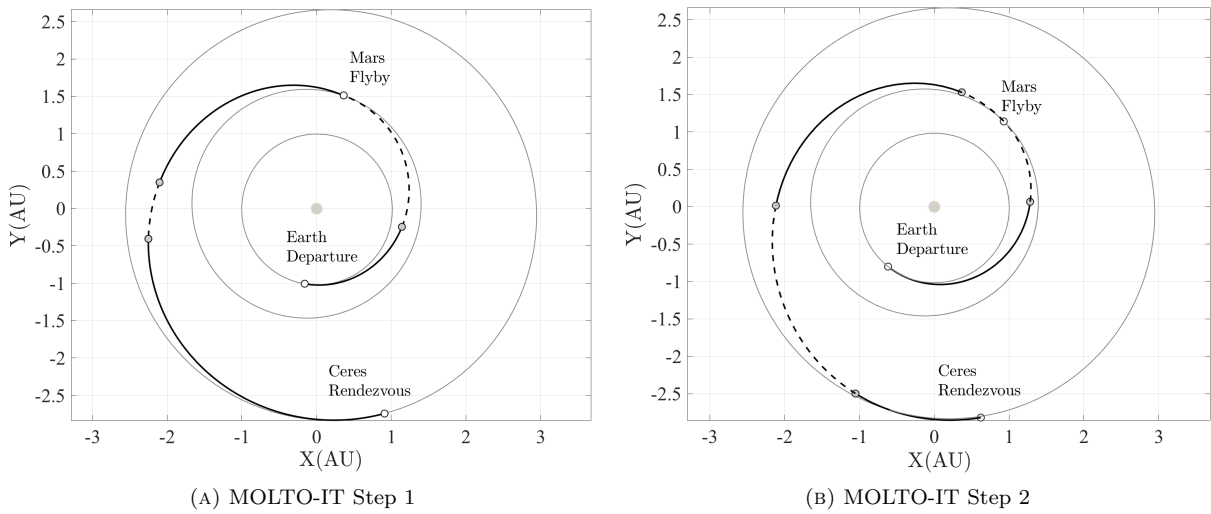 2.5
2
1.5
1
0.5
0
-0.5
-1
-1.5
-2
-2.5
Y(AU)
-3
-2
-1
0
1
2
3
X(AU)
Mars
Flyby
Earth
Departure
Ceres
Rendezvous
(A) MOLTO-IT Step 1
2.5
2
1.5
1
0.5
0
-0.5
-1
-1.5
-2
-2.5
Y(AU)
-3
-2
-1
0
1
2
3
X(AU)
Mars
Flyby
Earth
Departure
Ceres
Rendezvous
(B) MOLTO-IT Step 2